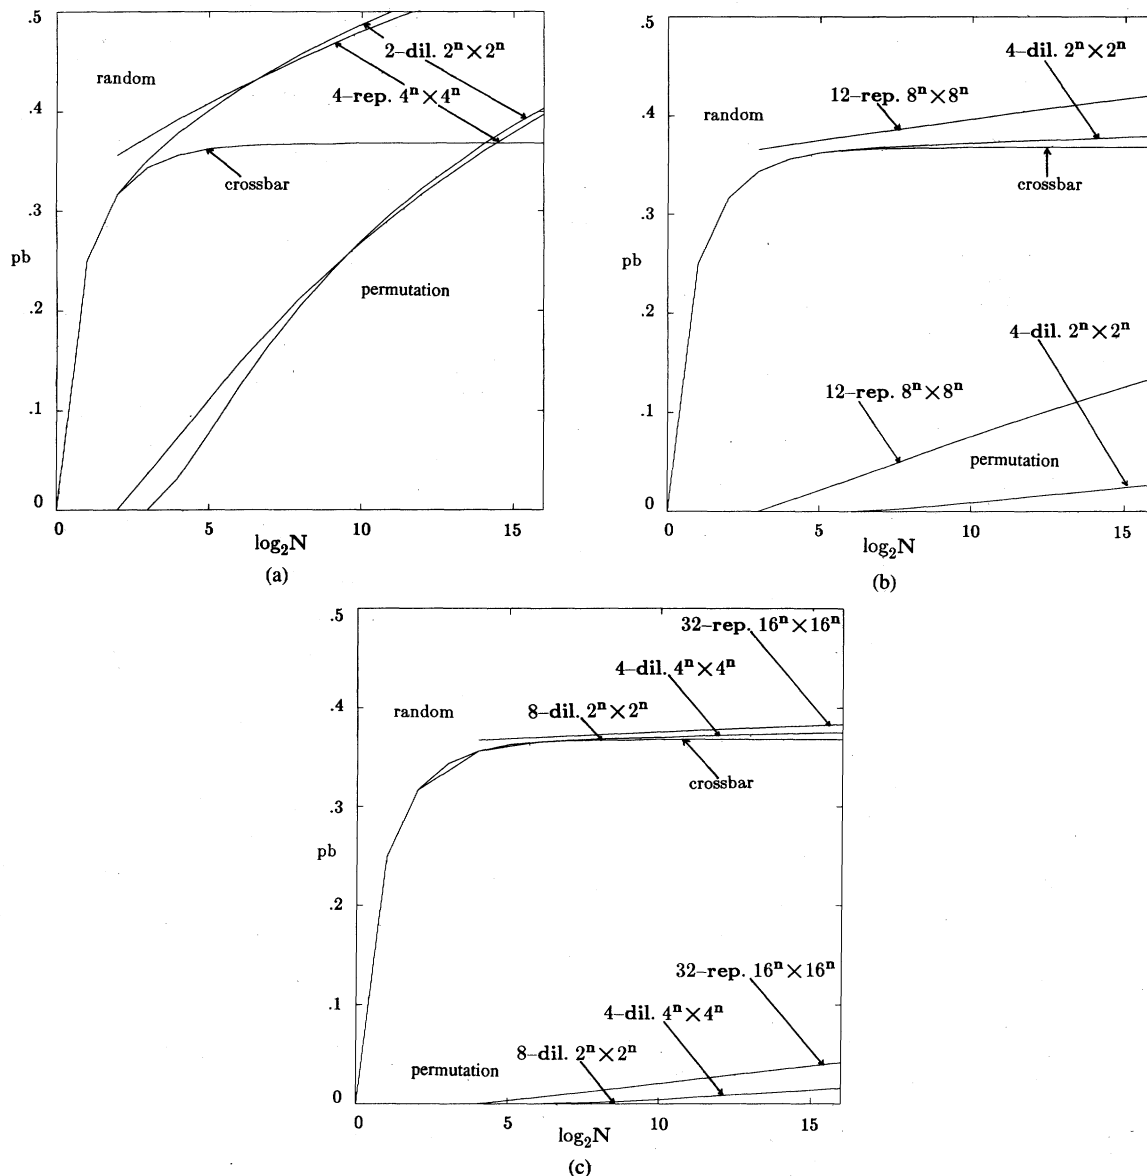 .5
.4
.3
.2
.1
0
pb
random
2–dil. 2ⁿ×2ⁿ
4–rep. 4ⁿ×4ⁿ
crossbar
permutation
0
5
10
15
log₂N
(a)
.5
.4
.3
.2
.1
0
pb
random
4–dil. 2ⁿ×2ⁿ
12–rep. 8ⁿ×8ⁿ
crossbar
4–dil. 2ⁿ×2ⁿ
12–rep. 8ⁿ×8ⁿ
permutation
0
5
10
15
log₂N
(b)
.5
.4
.3
.2
.1
0
pb
32–rep. 16ⁿ×16ⁿ
4–dil. 4ⁿ×4ⁿ
8–dil. 2ⁿ×2ⁿ
random
crossbar
32–rep. 16ⁿ×16ⁿ
4–dil. 4ⁿ×4ⁿ
8–dil. 2ⁿ×2ⁿ
permutation
0
5
10
15
log₂N
(c)